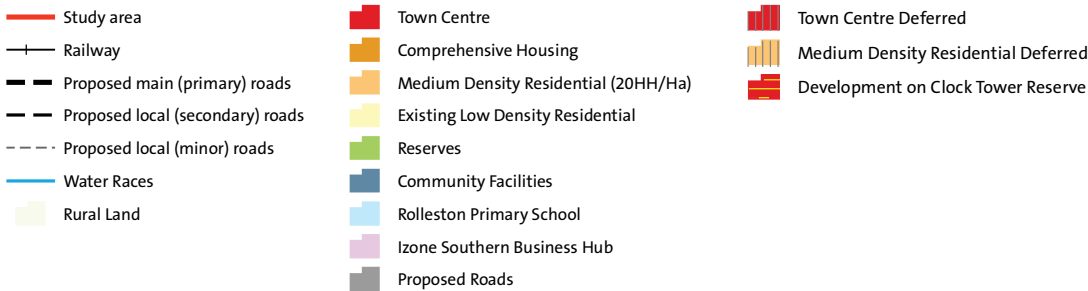 Study area
Railway
Proposed main (primary) roads
Proposed local (secondary) roads
Proposed local (minor) roads
Water Races
Rural Land
Town Centre
Comprehensive Housing
Medium Density Residential (20HH/Ha)
Existing Low Density Residential
Reserves
Community Facilities
Rolleston Primary School
Izone Southern Business Hub
Proposed Roads
Town Centre Deferred
Medium Density Residential Deferred
Development on Clock Tower Reserve